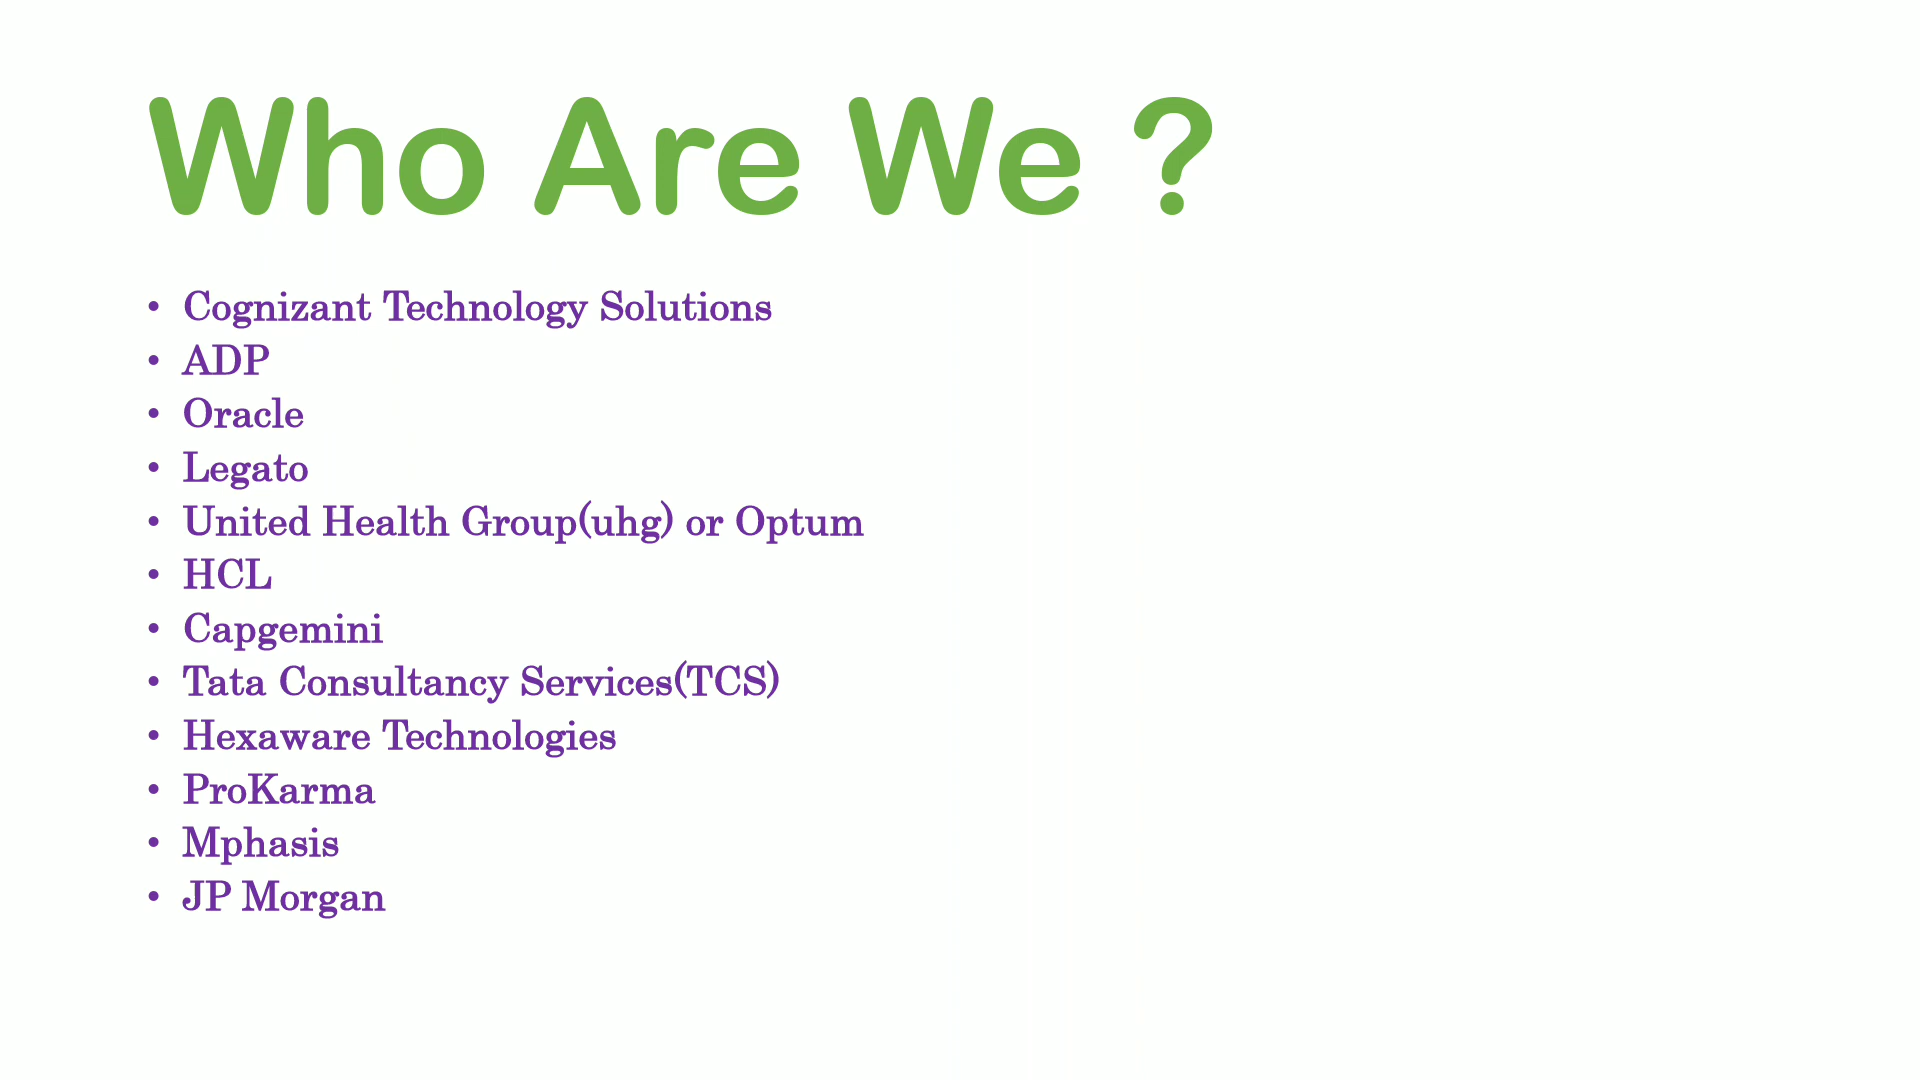 Who Are We ?
• Cognizant Technology Solutions
• ADP
• Oracle
• Legato
• United Health Group(uhg) or Optum
• HCL
• Capgemini
• Tata Consultancy Services(TCS)
• Hexaware Technologies
• ProKarma
• Mphasis
• JP Morgan